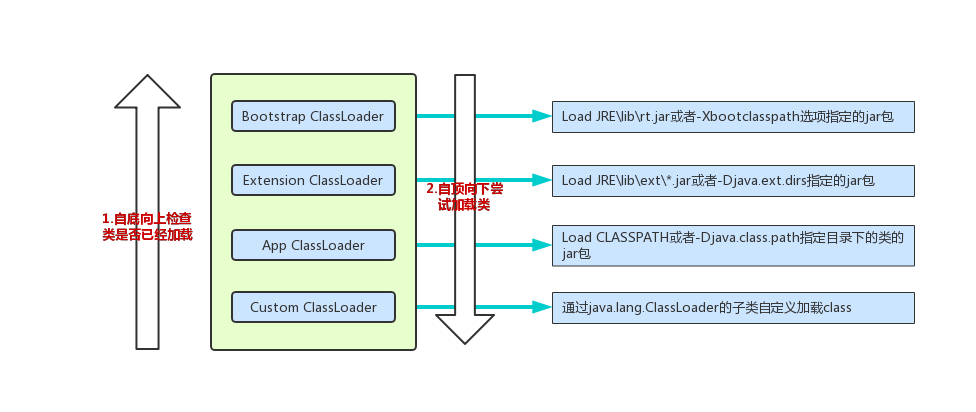 Bootstrap ClassLoader
Load JRE\lib\rt.jar或者-Xbootclasspath选项指定的jar包
Extension ClassLoader
Load JRE\lib\ext\*.jar或者-Djava.ext.dirs指定的jar包
2.自顶向下尝
试加载类
1.自底向上检查
类是否已经加载
App ClassLoader
Load CLASSPATH或者-Djava.class.path指定目录下的类的
jar包
Custom ClassLoader
通过java.lang.ClassLoader的子类自定义加载class